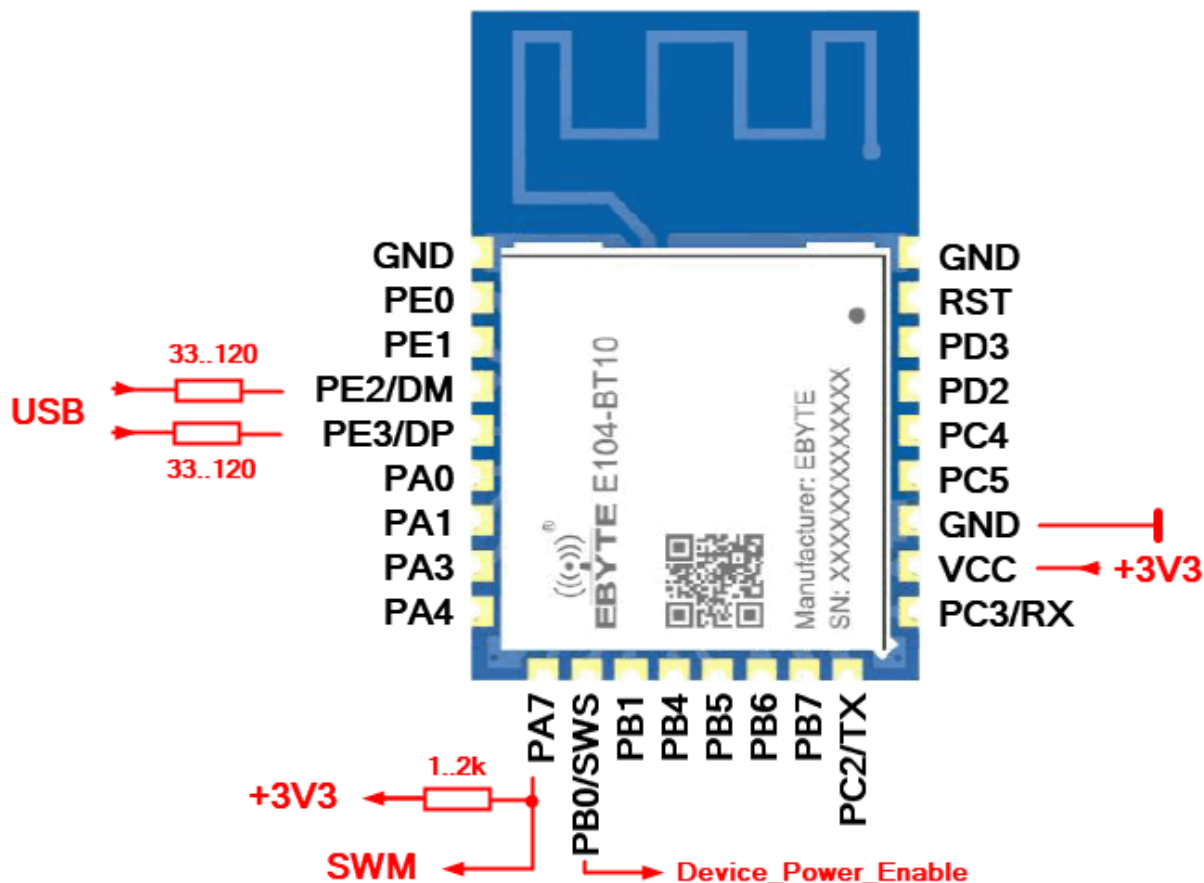 GND
PE0
PE1
33..120
PE2/DM
USB
PE3/DP
33..120
PA0
PA1
PA3
PA4
GND
RST
PD3
PD2
PC4
PC5
GND
VCC
+3V3
PC3/RX
EBYTE E104-BT10
®
Manufacturer: EBYTE
SN: XXXXXXXXXXXXX
PA7
PB0/SWS
PB1
PB4
PB5
PB6
PB7
PC2/TX
1..2k
+3V3
SWM
Device_Power_Enable